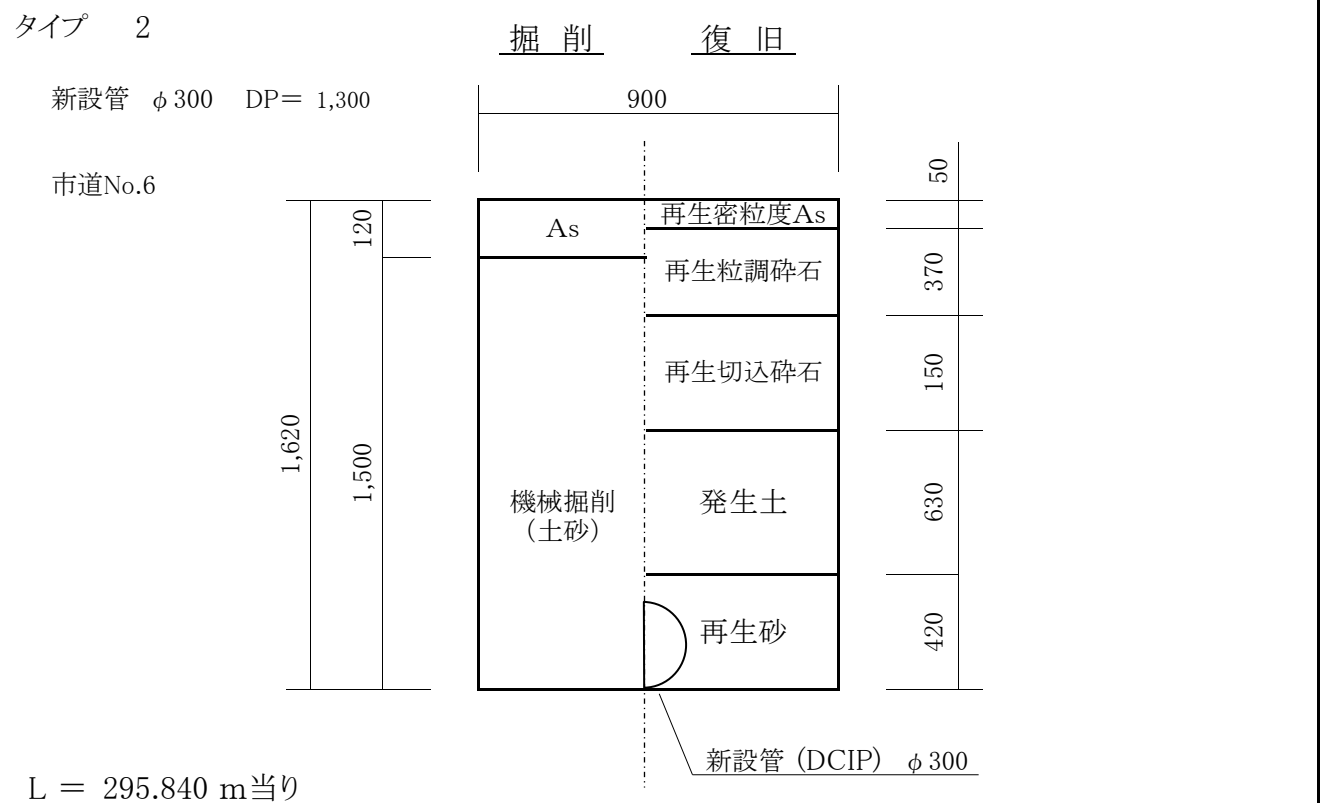 タイプ 2
掘 削 復 旧
新設管 φ300 DP= 1,300
900
市道No.6
50
120
As
再生密粒度As
再生粒調砕石
370
再生切込砕石
150
1,620
1,500
機械掘削
(土砂)
発生土
630
再生砂
420
新設管 (DCIP) φ300
L = 295.840 m当り